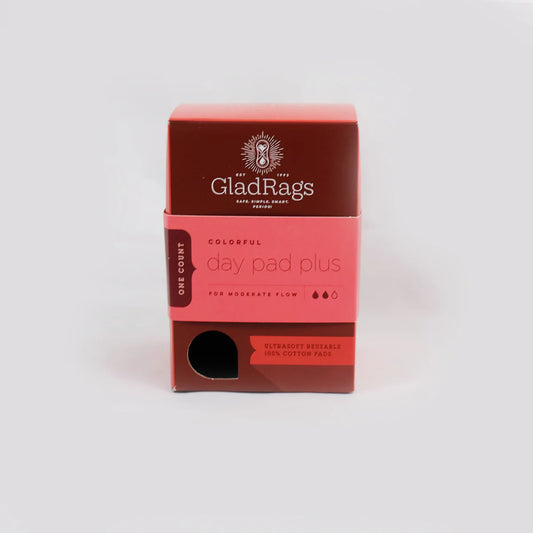 EST 1993
GladRags
SAFE. SIMPLE. SMART.
PERIOD!
ONE COUNT
COLORFUL
day pad plus
FOR MODERATE FLOW
ULTRASOFT REUSABLE
100% COTTON PADS